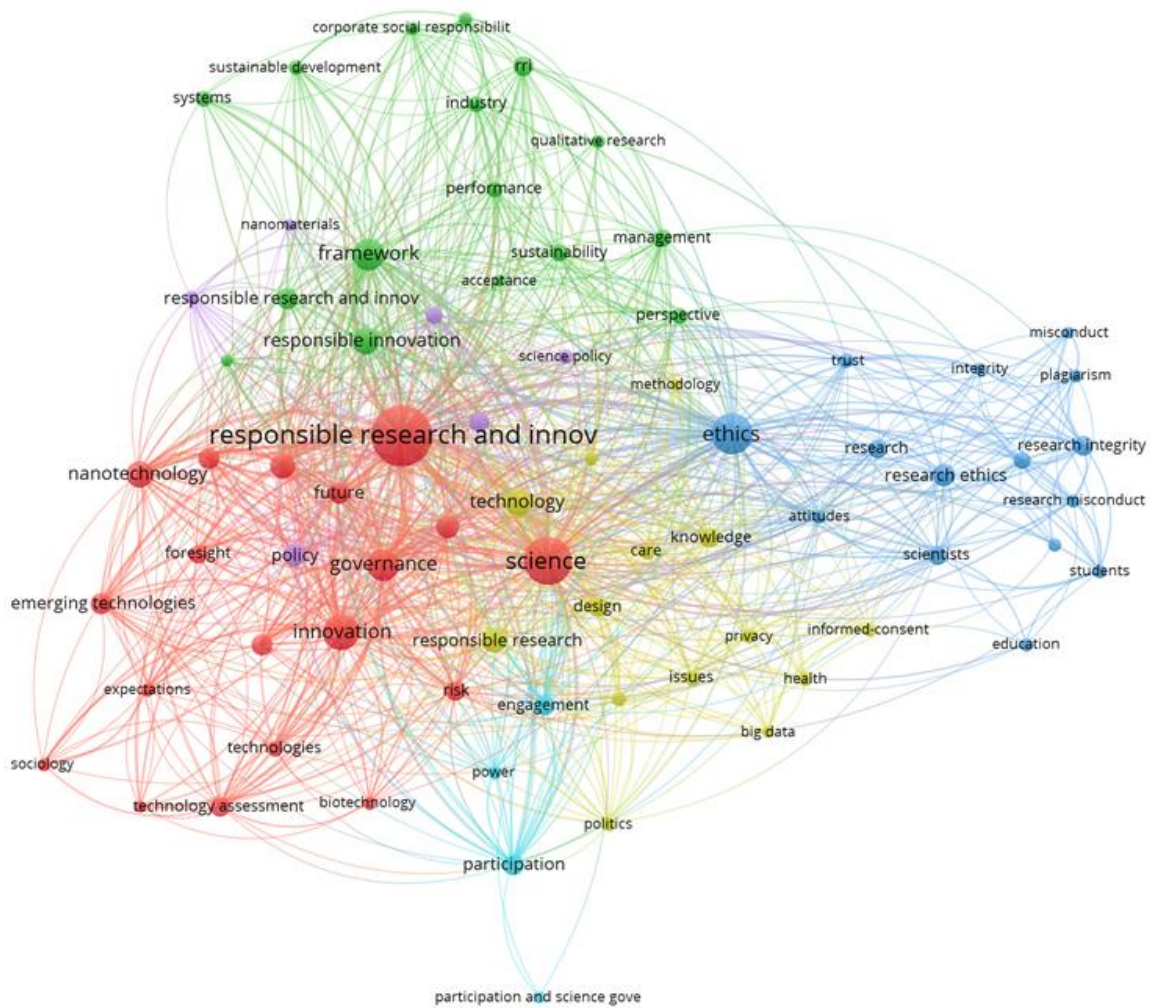 corporate social responsibilit
sustainable development
rri
systems
industry
qualitative research
performance
nanomaterials
framework
sustainability
management
acceptance
responsible research and innov
perspective
responsible innovation
science policy
trust
misconduct
integrity
plagiarism
methodology
responsible research and innov
ethics
research
research integrity
nanotechnology
research ethics
future
technology
research misconduct
attitudes
knowledge
foresight
policy
governance
science
care
scientists
students
emerging technologies
design
innovation
responsible research
privacy
informed-consent
education
expectations
risk
issues
health
engagement
big data
technologies
sociology
power
technology assessment
biotechnology
politics
participation
participation and science gove